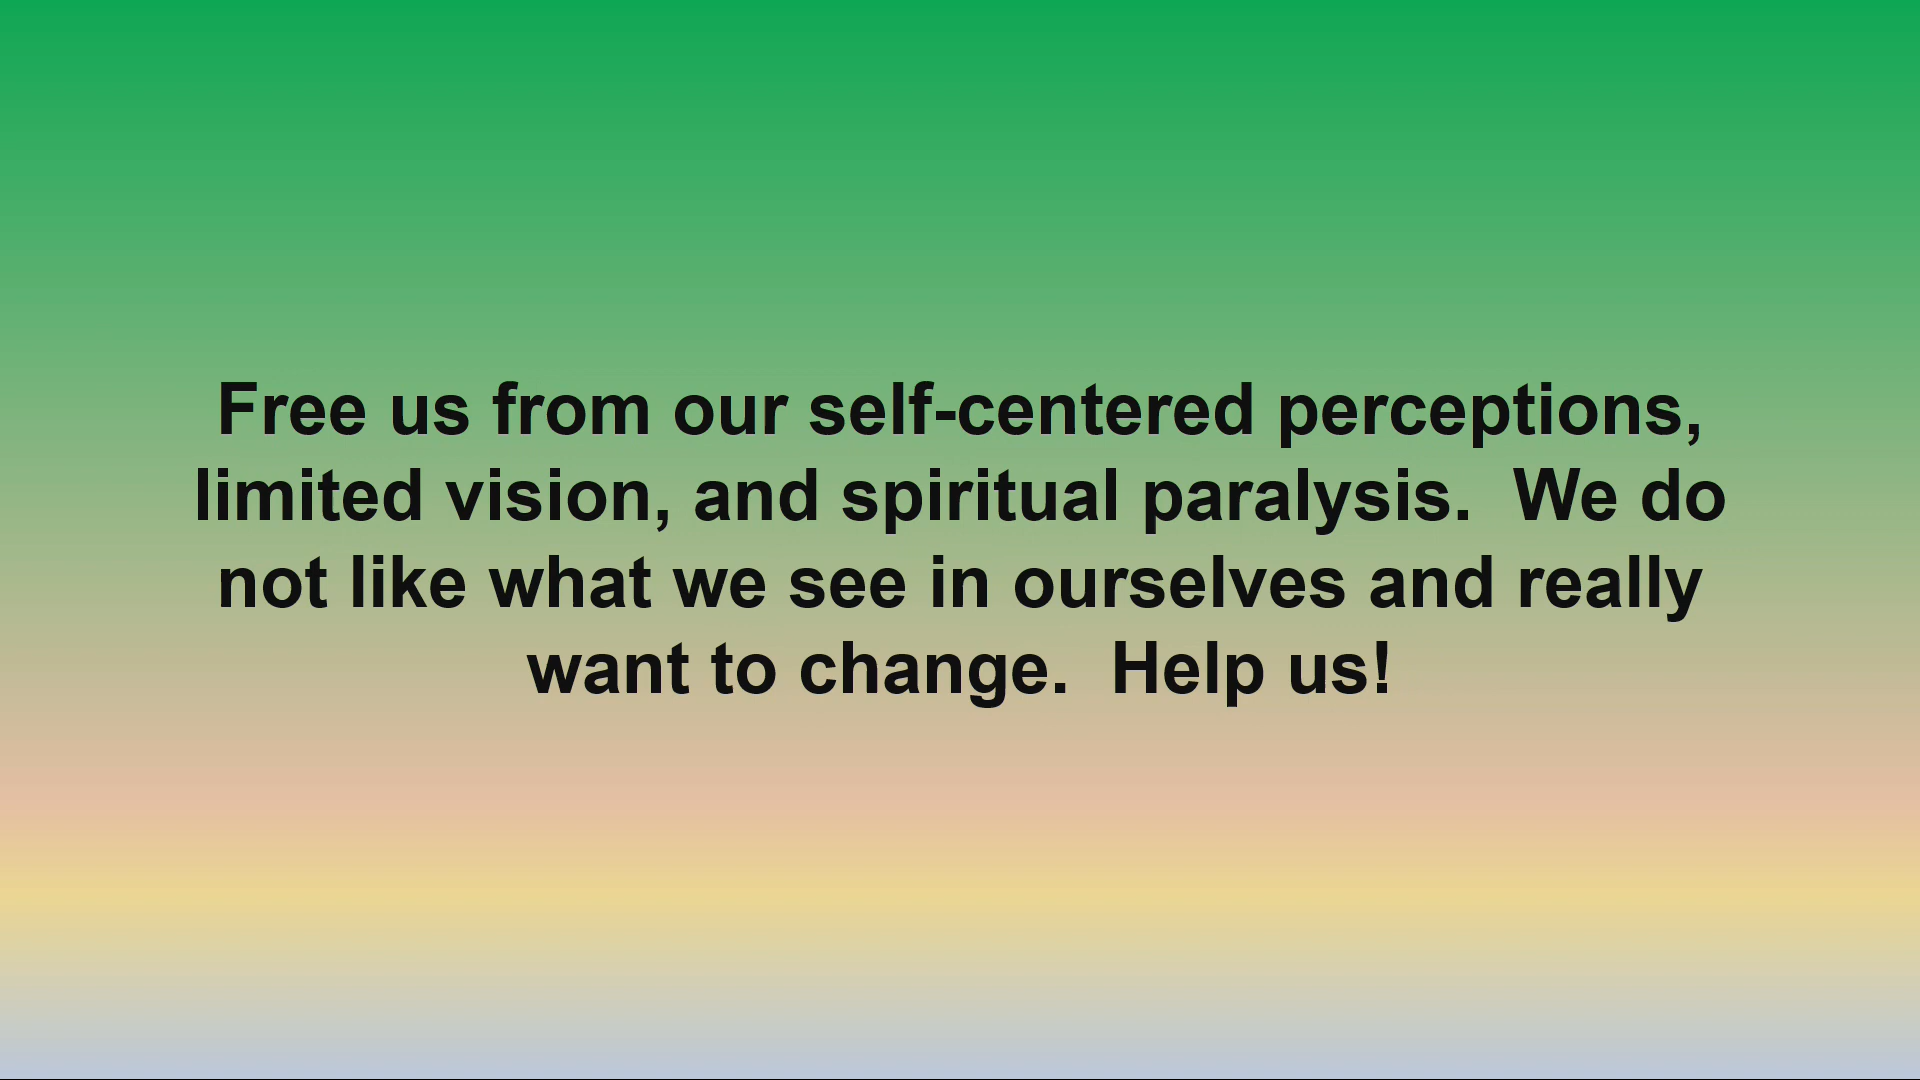 Free us from our self-centered perceptions,
limited vision, and spiritual paralysis.  We do
not like what we see in ourselves and really
want to change.  Help us!